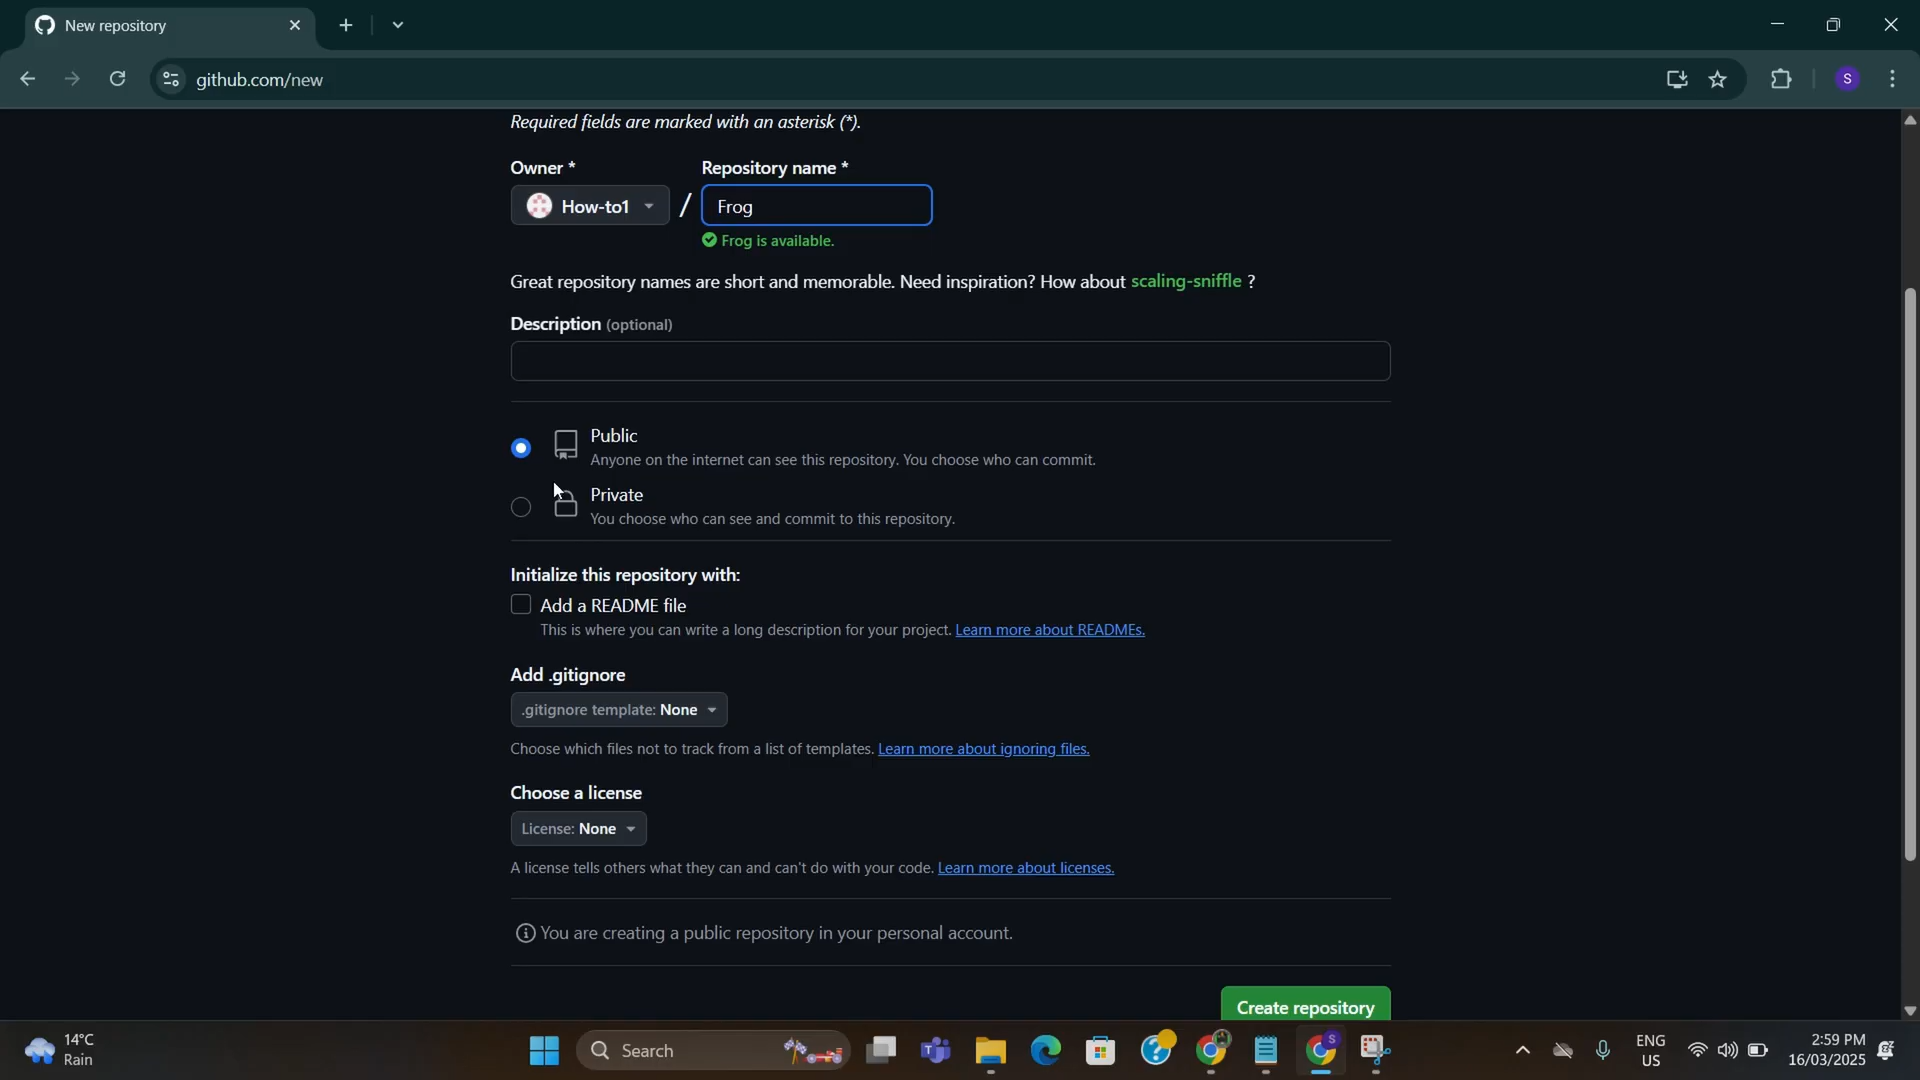 New repository
github.com/new
S
Required fields are marked with an asterisk (*).
Owner * Repository name *
How-to1 / Frog
Frog is available.
Great repository names are short and memorable. Need inspiration? How about scaling-sniffle ?
Description (optional)
Public
Anyone on the internet can see this repository. You choose who can commit.
Private
You choose who can see and commit to this repository.
Initialize this repository with:
Add a README file
This is where you can write a long description for your project. Learn more about READMEs.
Add .gitignore
.gitignore template: None
Choose which files not to track from a list of templates. Learn more about ignoring files.
Choose a license
License: None
A license tells others what they can and can't do with your code. Learn more about licenses.
You are creating a public repository in your personal account.
Create repository
14°C
Rain
Search
ENG
US
2:59 PM
16/03/2025